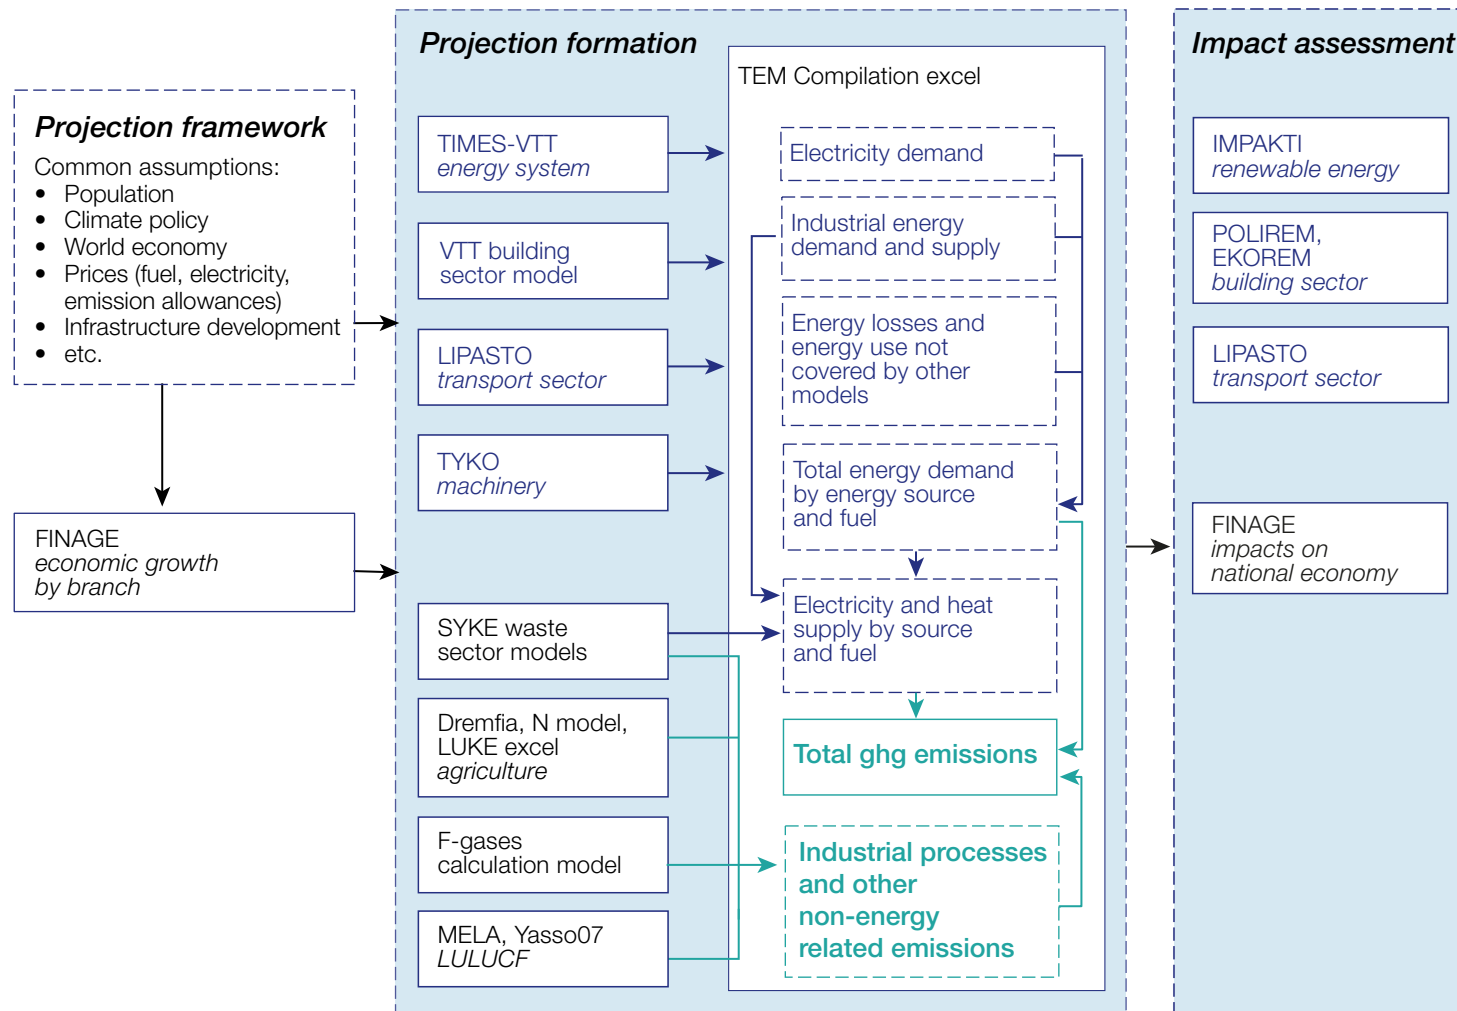 Projection framework
Common assumptions:
• Population
• Climate policy
• World economy
• Prices (fuel, electricity,
emission allowances)
• Infrastructure development
• etc.
FINAGE
economic growth
by branch
Projection formation
TIMES-VTT
energy system
VTT building
sector model
LIPASTO
transport sector
TYKO
machinery
SYKE waste
sector models
Dremfia, N model,
LUKE excel
agriculture
F-gases
calculation model
MELA, Yasso07
LULUCF
TEM Compilation excel
Electricity demand
Industrial energy
demand and supply
Energy losses and
energy use not
covered by other
models
Total energy demand
by energy source
and fuel
Electricity and heat
supply by source
and fuel
Total ghg emissions
Industrial processes
and other
non-energy
related emissions
Impact assessment
IMPAKTI
renewable energy
POLIREM,
EKOREM
building sector
LIPASTO
transport sector
FINAGE
impacts on
national economy